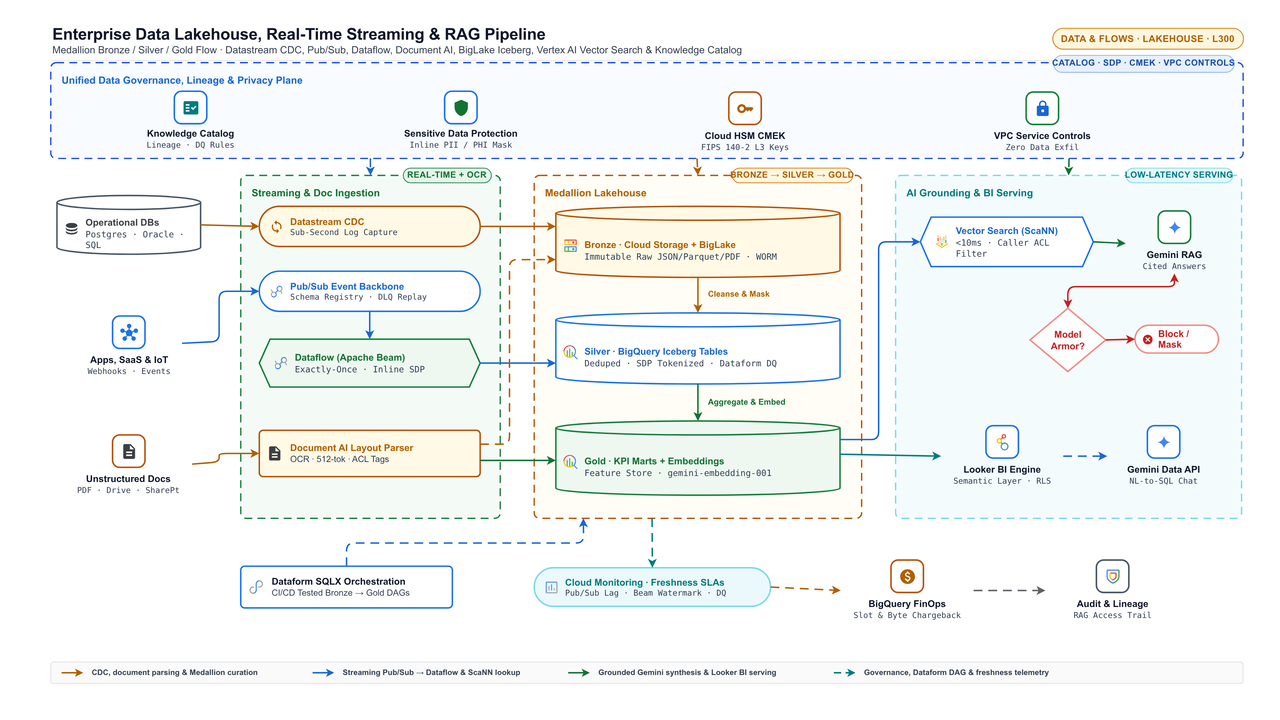 Enterprise Data Lakehouse, Real-Time Streaming & RAG Pipeline
Medallion Bronze / Silver / Gold Flow · Datastream CDC, Pub/Sub, Dataflow, Document AI, BigLake Iceberg, Vertex AI Vector Search & Knowledge Catalog
DATA & FLOWS · LAKEHOUSE · L300
CATALOG · SDP · CMEK · VPC CONTROLS
Unified Data Governance, Lineage & Privacy Plane
Knowledge Catalog
Lineage · DQ Rules
Sensitive Data Protection
Inline PII / PHI Mask
Cloud HSM CMEK
FIPS 140-2 L3 Keys
VPC Service Controls
Zero Data Exfil
Operational DBs
Postgres · Oracle ·
SQL
Apps, SaaS & IoT
Webhooks · Events
Unstructured Docs
PDF · Drive · SharePt
REAL-TIME + OCR
Streaming & Doc Ingestion
Datastream CDC
Sub-Second Log Capture
Pub/Sub Event Backbone
Schema Registry · DLQ Replay
Dataflow (Apache Beam)
Exactly-Once · Inline SDP
Document AI Layout Parser
OCR · 512-tok · ACL Tags
BRONZE → SILVER → GOLD
Medallion Lakehouse
Bronze · Cloud Storage + BigLake
Immutable Raw JSON/Parquet/PDF · WORM
Cleanse & Mask
Silver · BigQuery Iceberg Tables
Deduped · SDP Tokenized · Dataform DQ
Aggregate & Embed
Gold · KPI Marts + Embeddings
Feature Store · gemini-embedding-001
LOW-LATENCY SERVING
AI Grounding & BI Serving
Vector Search (ScaNN)
<10ms · Caller ACL
Filter
Gemini RAG
Cited Answers
Model
Armor?
Block /
Mask
Looker BI Engine
Semantic Layer · RLS
Gemini Data API
NL-to-SQL Chat
Dataform SQLX Orchestration
CI/CD Tested Bronze → Gold DAGs
Cloud Monitoring · Freshness SLAs
Pub/Sub Lag · Beam Watermark · DQ
BigQuery FinOps
Slot & Byte Chargeback
Audit & Lineage
RAG Access Trail
CDC, document parsing & Medallion curation
Streaming Pub/Sub → Dataflow & ScaNN lookup
Grounded Gemini synthesis & Looker BI serving
Governance, Dataform DAG & freshness telemetry